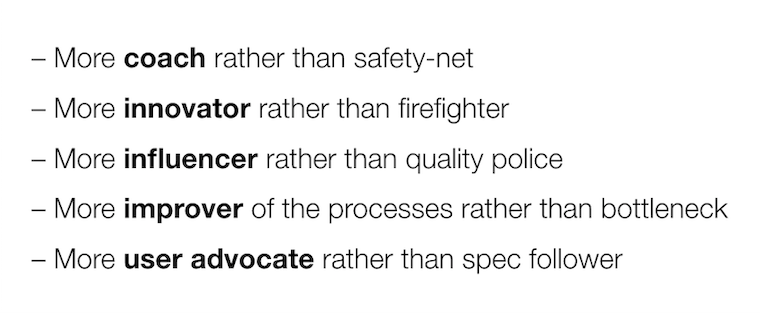 – More coach rather than safety-net
– More innovator rather than firefighter
– More influencer rather than quality police
– More improver of the processes rather than bottleneck
– More user advocate rather than spec follower